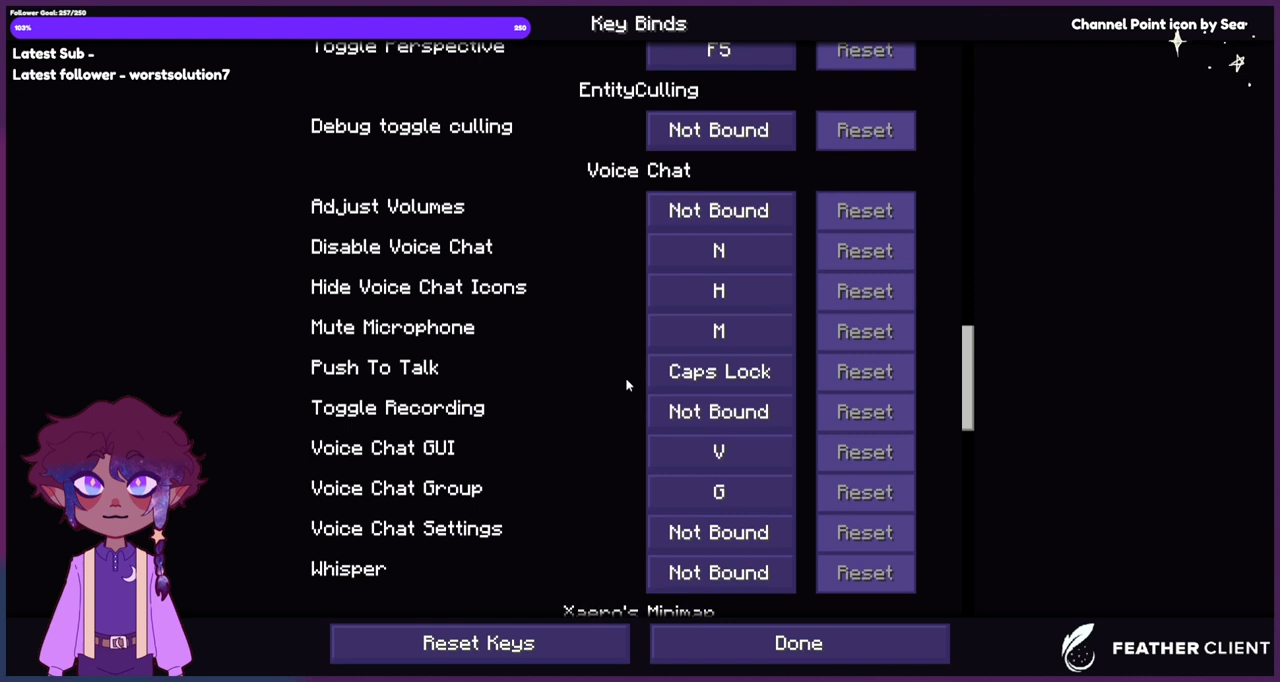 Follower Goal: 257/250
103% 250
Latest Sub -
Latest follower - worstsolution7
Key Binds
Channel Point icon by Sea
Toggle Perspective F5 Reset
EntityCulling
Debug toggle culling Not Bound Reset
Voice Chat
Adjust Volumes Not Bound Reset
Disable Voice Chat N Reset
Hide Voice Chat Icons H Reset
Mute Microphone M Reset
Push To Talk Caps Lock Reset
Toggle Recording Not Bound Reset
Voice Chat GUI V Reset
Voice Chat Group G Reset
Voice Chat Settings Not Bound Reset
Whisper Not Bound Reset
Xaero's Minimap
Reset Keys Done
FEATHER CLIENT